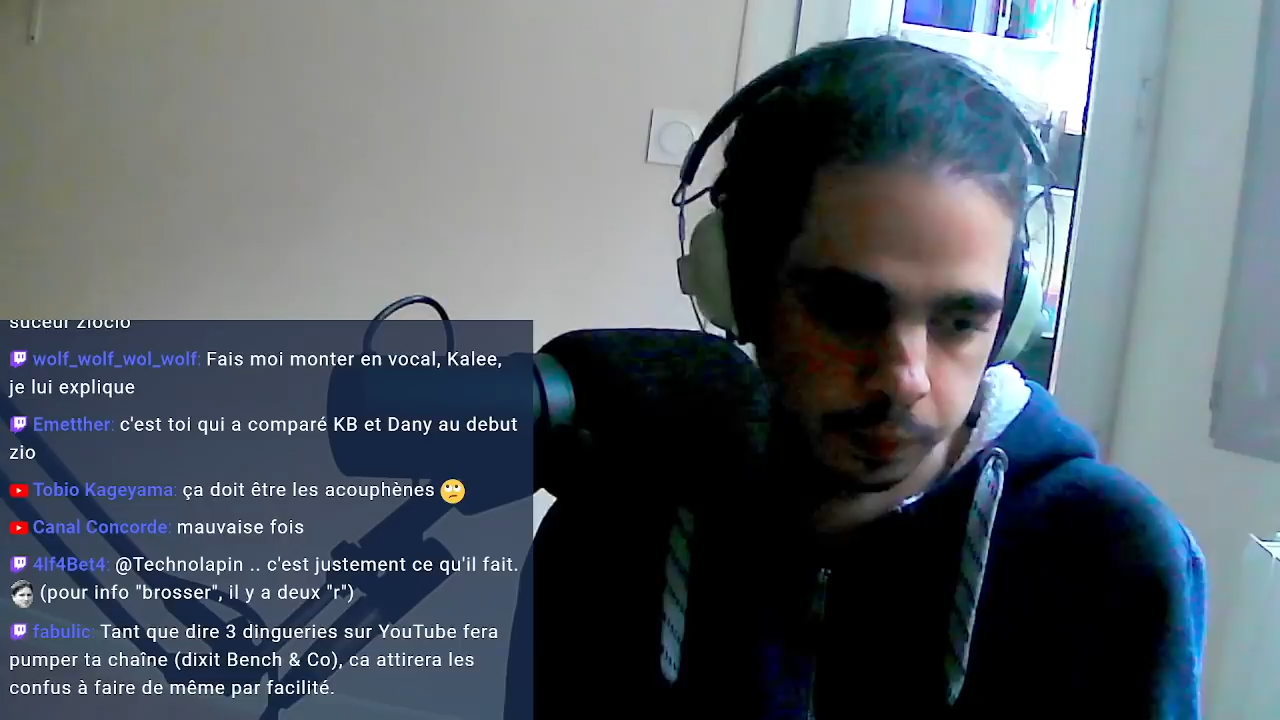 suceur ziocio
wolf_wolf_wol_wolf: Fais moi monter en vocal, Kalee,
je lui explique
Emetther: c'est toi qui a comparé KB et Dany au debut
zio
Tobio Kageyama: ça doit être les acouphènes 🙄
Canal Concorde: mauvaise fois
4lf4Bet4: @Technolapin .. c'est justement ce qu'il fait.
(pour info "brosser", il y a deux "r")
fabulic: Tant que dire 3 dingueries sur YouTube fera
pumper ta chaîne (dixit Bench & Co), ca attirera les
confus à faire de même par facilité.